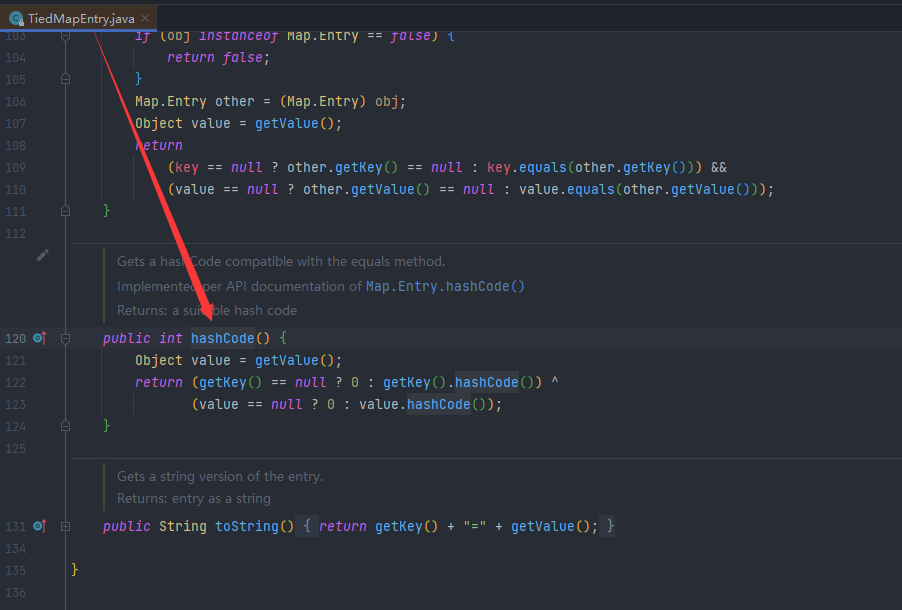 TiedMapEntry.java
103 if (obj instanceof Map.Entry == false) {
104 return false;
105 }
106 Map.Entry other = (Map.Entry) obj;
107 Object value = getValue();
108 return
109 (key == null ? other.getKey() == null : key.equals(other.getKey())) &&
110 (value == null ? other.getValue() == null : value.equals(other.getValue()));
111 }
112
Gets a hashCode compatible with the equals method.
Implemented per API documentation of Map.Entry.hashCode()
Returns: a suitable hash code
120 public int hashCode() {
121 Object value = getValue();
122 return (getKey() == null ? 0 : getKey().hashCode()) ^
123 (value == null ? 0 : value.hashCode());
124 }
125
Gets a string version of the entry.
Returns: entry as a string
131 public String toString() { return getKey() + "=" + getValue(); }
134
135 }
136